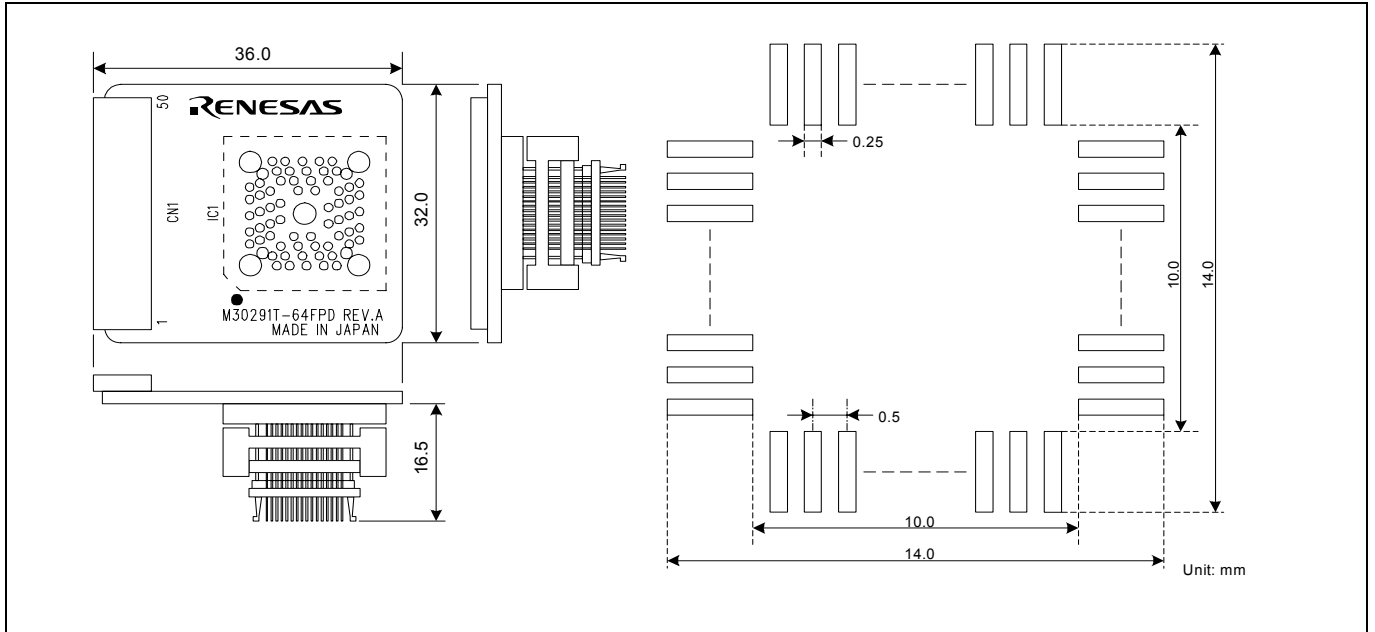 36.0
50
RENESAS
CN1
IC1
32.0
1
M30291T-64FPD REV.A
MADE IN JAPAN
16.5
0.25
10.0
14.0
0.5
10.0
14.0
Unit: mm